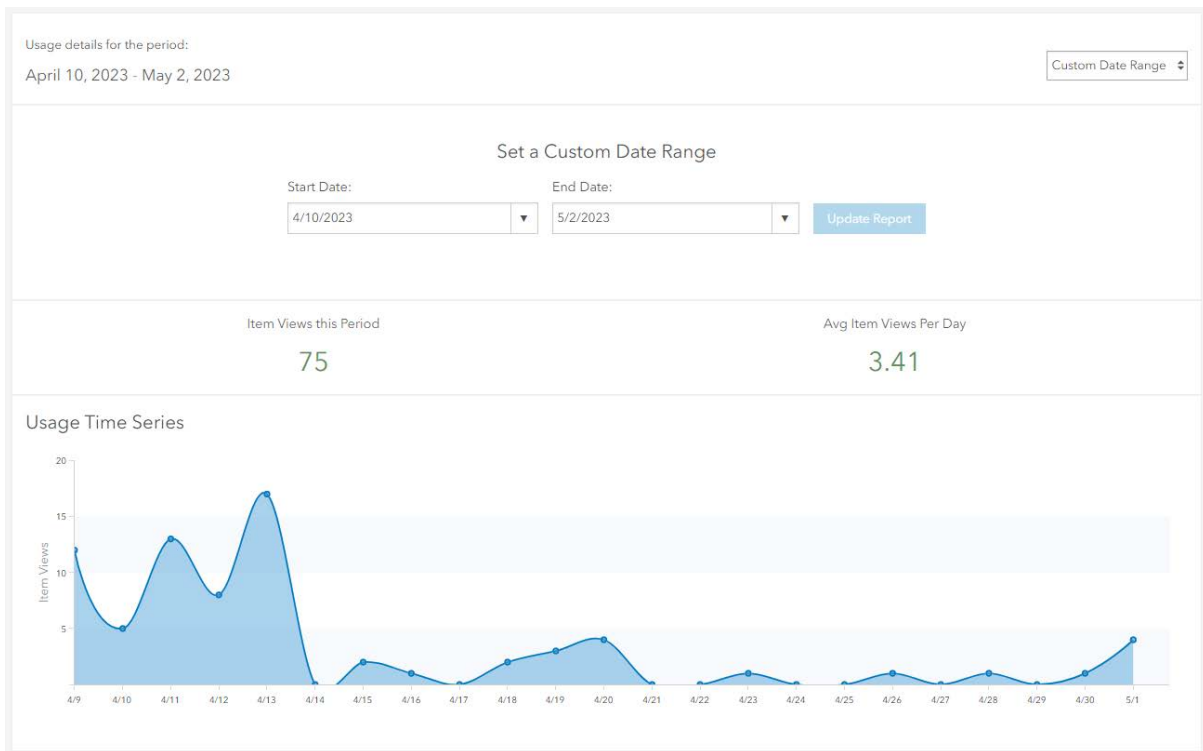 Usage details for the period:
April 10, 2023 - May 2, 2023
Custom Date Range
Set a Custom Date Range
Start Date:
End Date:
4/10/2023
5/2/2023
Update Report
Item Views this Period
Avg Item Views Per Day
75
3.41
Usage Time Series
20
15
10
5
Item Views
4/9 4/10 4/11 4/12 4/13 4/14 4/15 4/16 4/17 4/18 4/19 4/20 4/21 4/22 4/23 4/24 4/25 4/26 4/27 4/28 4/29 4/30 5/1